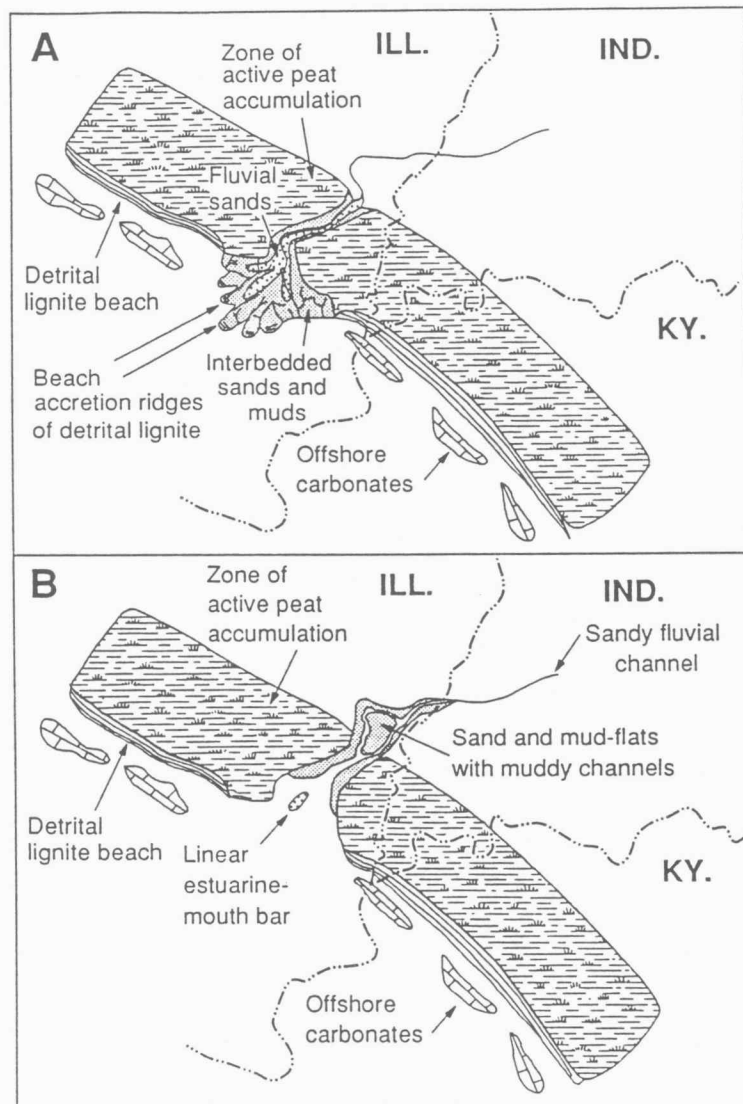 A
ILL.
IND.
Zone of
active peat
accumulation
Fluvial
sands
Detrital
lignite beach
KY.
Beach
accretion ridges
of detrital lignite
Interbedded
sands and
muds
Offshore
carbonates
B
ILL.
IND.
Zone of
active peat
accumulation
Sandy fluvial
channel
Sand and mud-flats
with muddy channels
Detrital
lignite beach
Linear
estuarine-
mouth bar
KY.
Offshore
carbonates